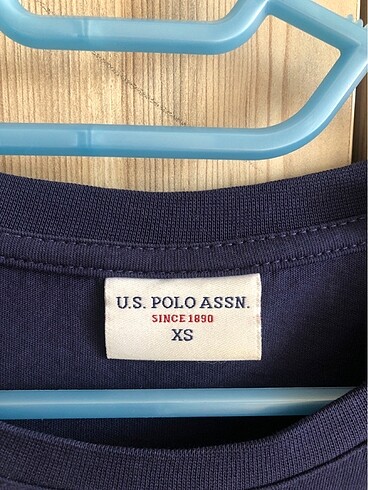 U.S. POLO ASSN.
SINCE 1890
XS